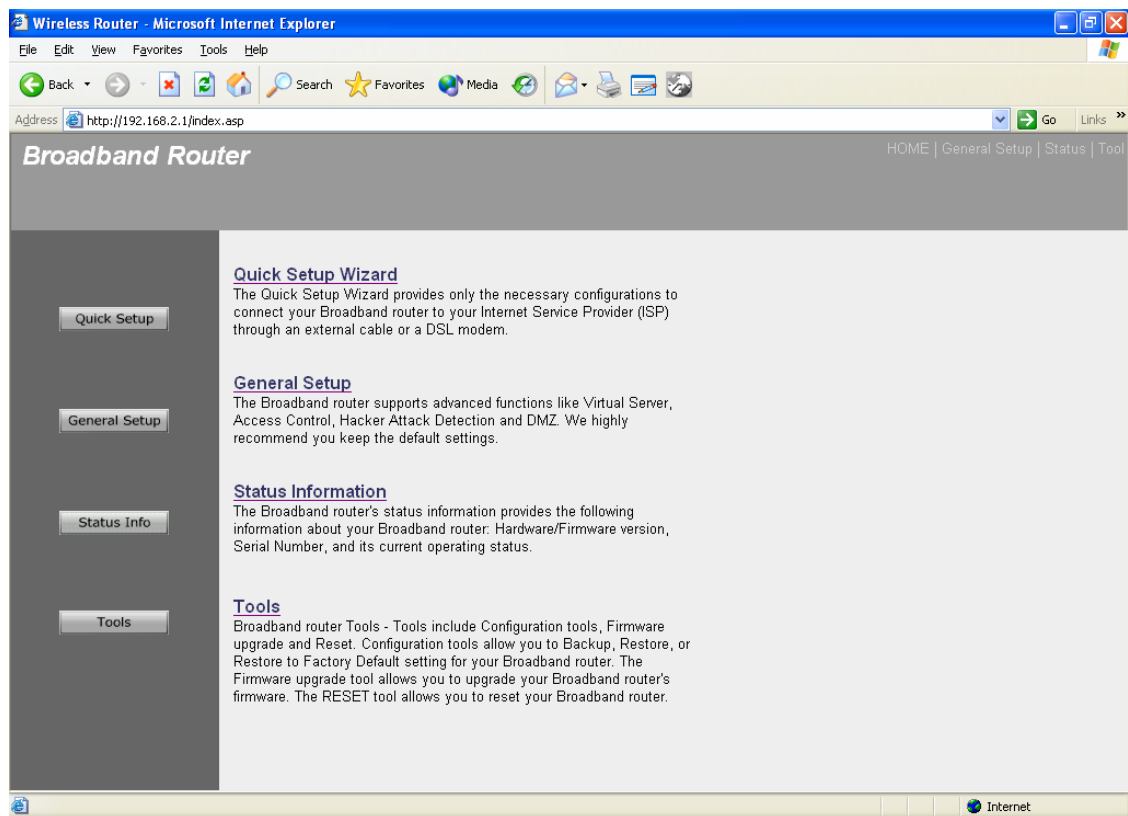 Wireless Router - Microsoft Internet Explorer
File Edit View Favorites Tools Help
Back Search Favorites Media
Address http://192.168.2.1/index.asp Go Links »
Broadband Router
HOME | General Setup | Status | Tool
Quick Setup
General Setup
Status Info
Tools
Quick Setup Wizard
The Quick Setup Wizard provides only the necessary configurations to
connect your Broadband router to your Internet Service Provider (ISP)
through an external cable or a DSL modem.
General Setup
The Broadband router supports advanced functions like Virtual Server,
Access Control, Hacker Attack Detection and DMZ. We highly
recommend you keep the default settings.
Status Information
The Broadband router's status information provides the following
information about your Broadband router: Hardware/Firmware version,
Serial Number, and its current operating status.
Tools
Broadband router Tools - Tools include Configuration tools, Firmware
upgrade and Reset. Configuration tools allow you to Backup, Restore, or
Restore to Factory Default setting for your Broadband router. The
Firmware upgrade tool allows you to upgrade your Broadband router's
firmware. The RESET tool allows you to reset your Broadband router.
Internet